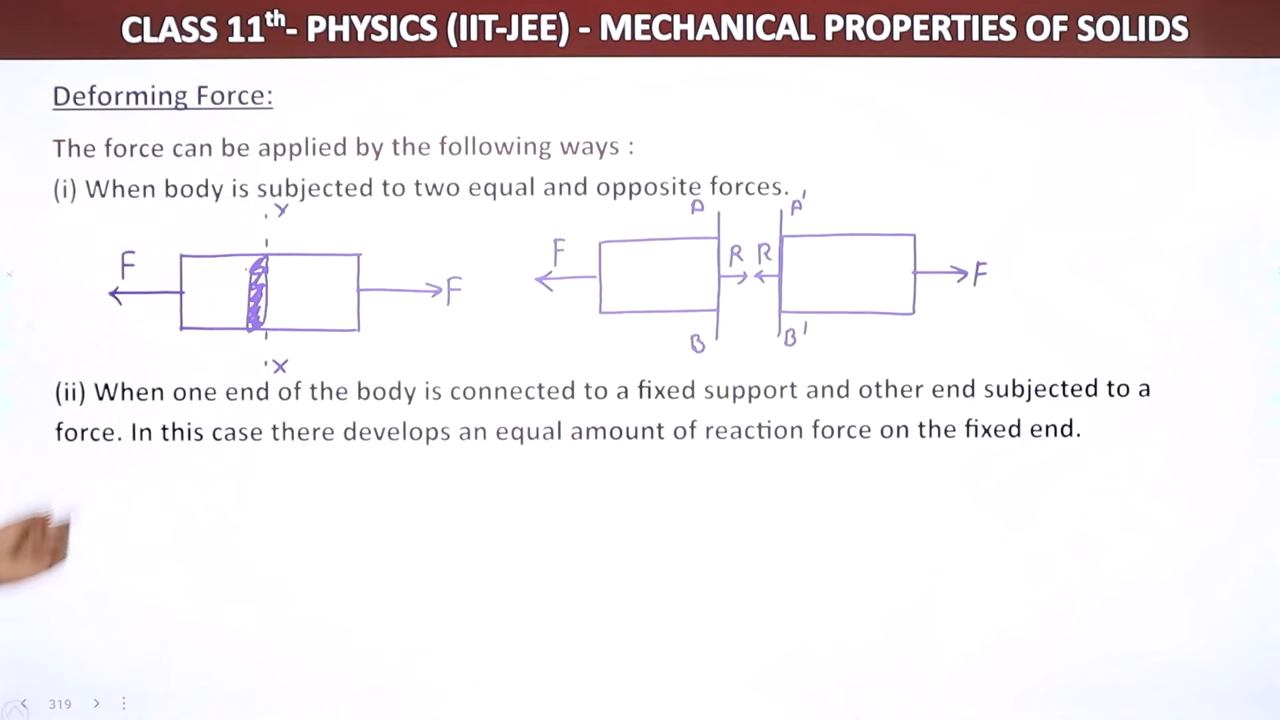 CLASS 11th- PHYSICS (IIT-JEE) - MECHANICAL PROPERTIES OF SOLIDS
Deforming Force:
The force can be applied by the following ways :
(i) When body is subjected to two equal and opposite forces.
Y A A'
F F F R R F
X B B'
(ii) When one end of the body is connected to a fixed support and other end subjected to a
force. In this case there develops an equal amount of reaction force on the fixed end.
319